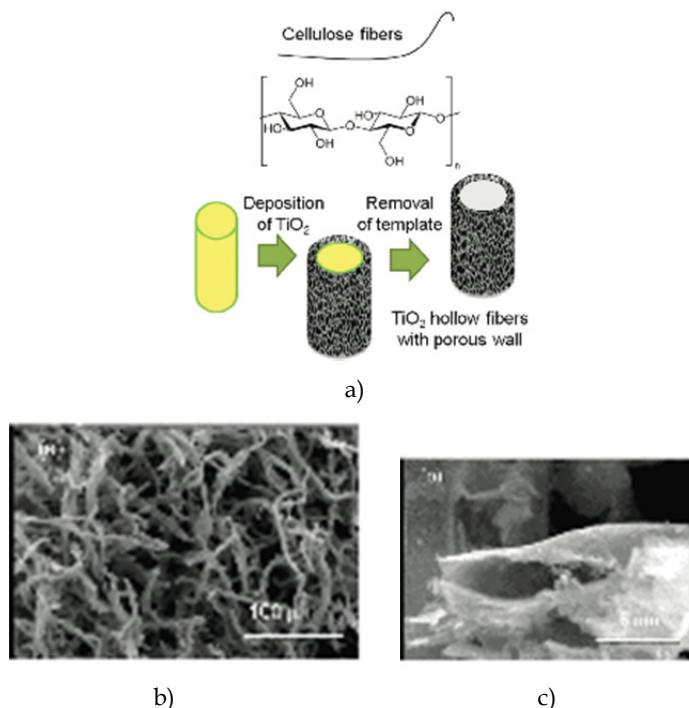 Cellulose fibers
OH
OH
O
HO
O
HO
O
OH
HO
O
OH
O
OH
n
Deposition
of TiO₂
Removal
of template
TiO₂ hollow fibers
with porous wall
a)
b)
c)